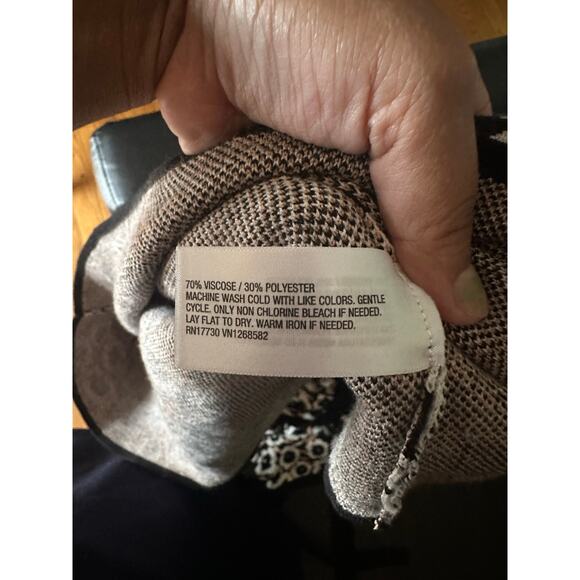 70% VISCOSE / 30% POLYESTER
MACHINE WASH COLD WITH LIKE COLORS. GENTLE
CYCLE. ONLY NON CHLORINE BLEACH IF NEEDED.
LAY FLAT TO DRY. WARM IRON IF NEEDED.
RN17730 VN1268582